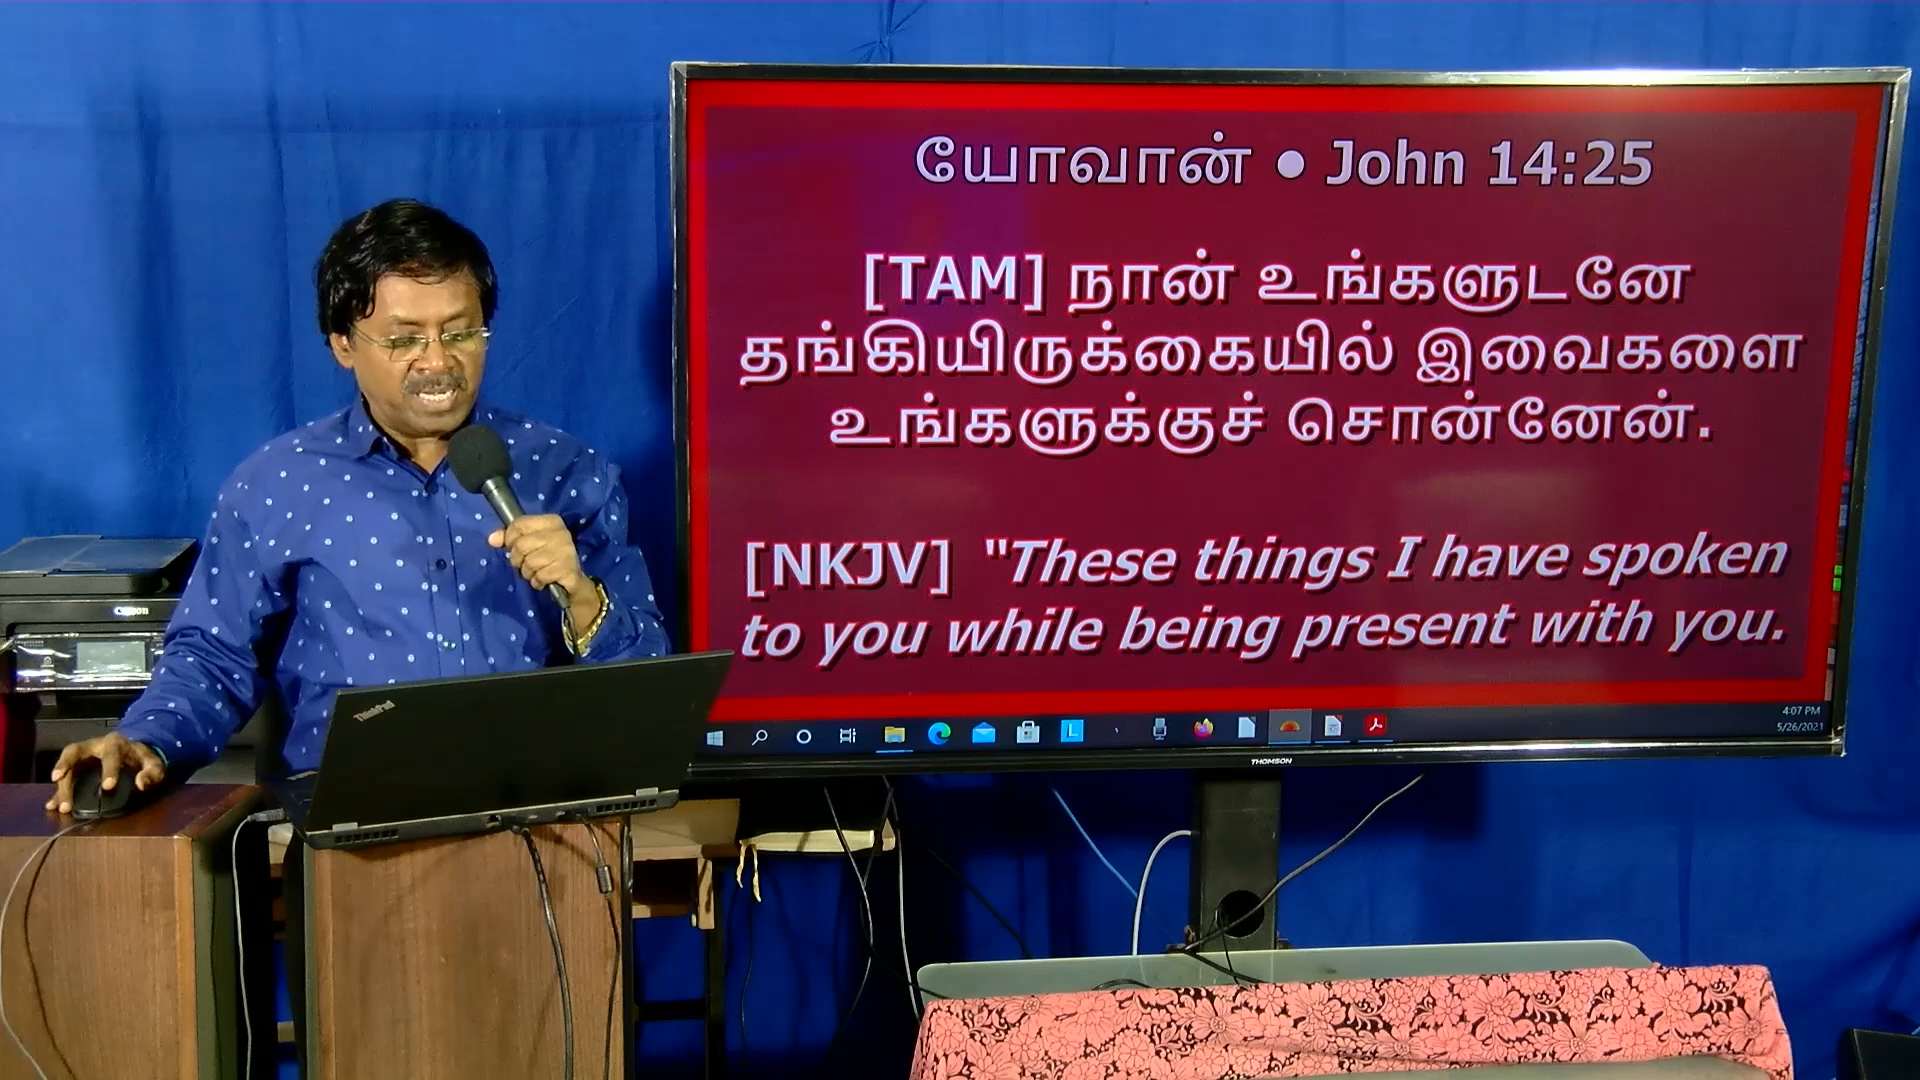 யோவான் • John 14:25
[TAM] நான் உங்களுடனே
தங்கியிருக்கையில் இவைகளை
உங்களுக்குச் சொன்னேன்.
[NKJV] "These things I have spoken
to you while being present with you.
4:07 PM
5/26/2021
THOMSON
ThinkPad